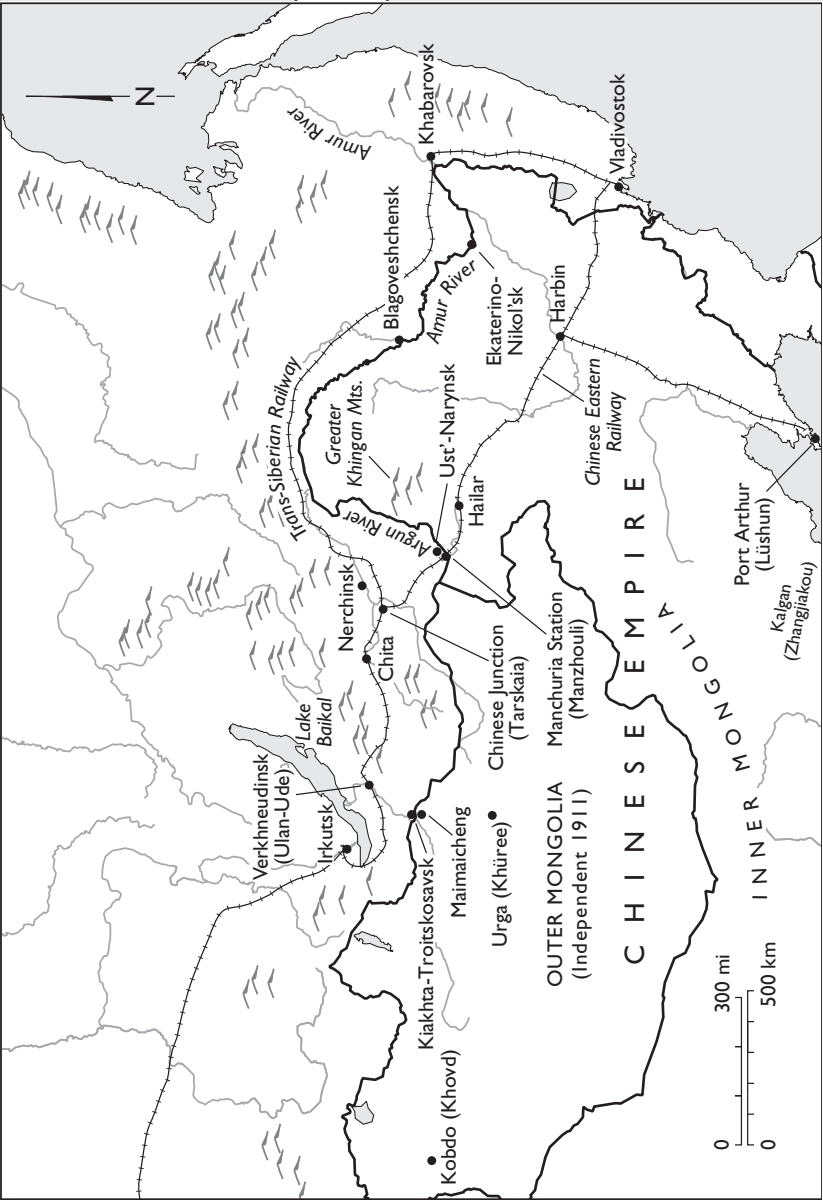 N
Amur River
Khabarovsk
Vladivostok
Blagoveshchensk
Amur River
Ekaterino-
Nikol'sk
Harbin
Trans-Siberian Railway
Greater
Khingan Mts.
Ust'-Narynsk
Chinese Eastern
Railway
Argun River
Hailar
Nerchinsk
Chita
Port Arthur
(Lüshun)
Kalgan
(Zhangjiakou)
Manchuria Station
(Manzhouli)
Chinese Junction
(Tarskaia)
Lake
Baikal
Verkhneudinsk
(Ulan-Ude)
Irkutsk
Maimaicheng
Kiakhta-Troitskosavsk
Urga (Khüree)
OUTER MONGOLIA
(Independent 1911)
CHINESE EMPIRE
INNER MONGOLIA
Kobdo (Khovd)
0 300 mi
0 500 km